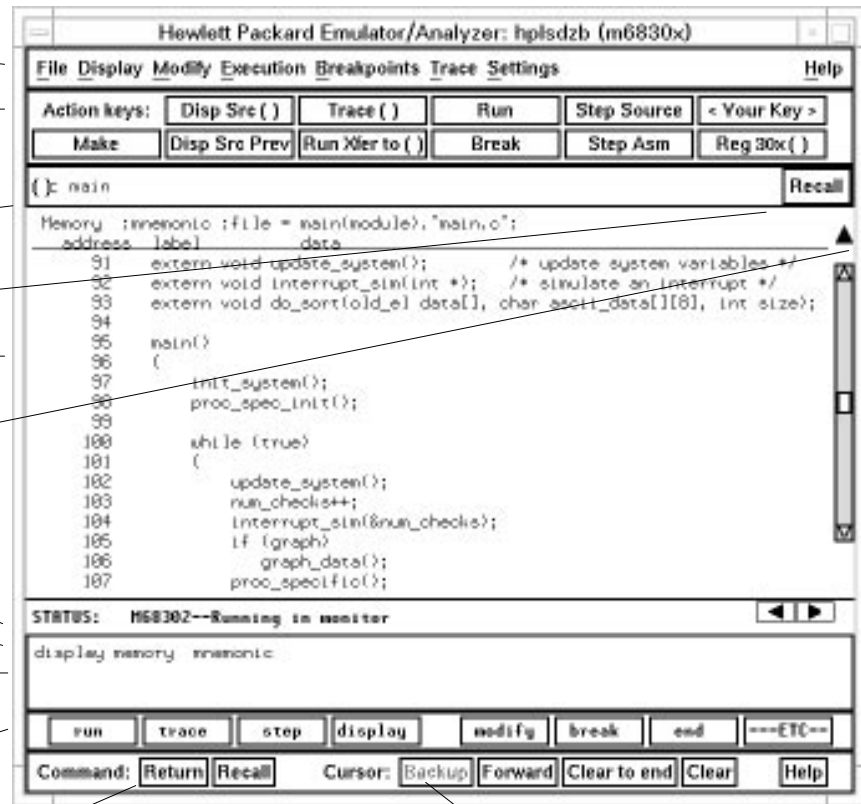 Hewlett Packard Emulator/Analyzer: hplsdzb (m6830x)
File Display Modify Execution Breakpoints Trace Settings Help
Action keys: Disp Src ( ) Trace ( ) Run Step Source < Your Key >
Make Disp Src Prev Run Xfer to ( ) Break Step Asm Reg 30x ( )
( ): main Recall
Memory :mnemonic :file = main(module)."main.c":
address label data
91 extern void update_system(); /* update system variables */
92 extern void interrupt_sim(int *); /* simulate an interrupt */
93 extern void do_sort(old_el data[], char ascii_data[][8], int size);
94
95 main()
96 {
97 init_system();
98 proc_spec_init();
99
100 while (true)
101 {
102 update_system();
103 num_checks++;
104 interrupt_sim(&num_checks);
105 if (graph)
106 graph_data();
107 proc_specific();
STATUS: M68302--Running in monitor
display memory mnemonic
run trace step display modify break end ---ETC--
Command: Return Recall Cursor: Backup Forward Clear to end Clear Help